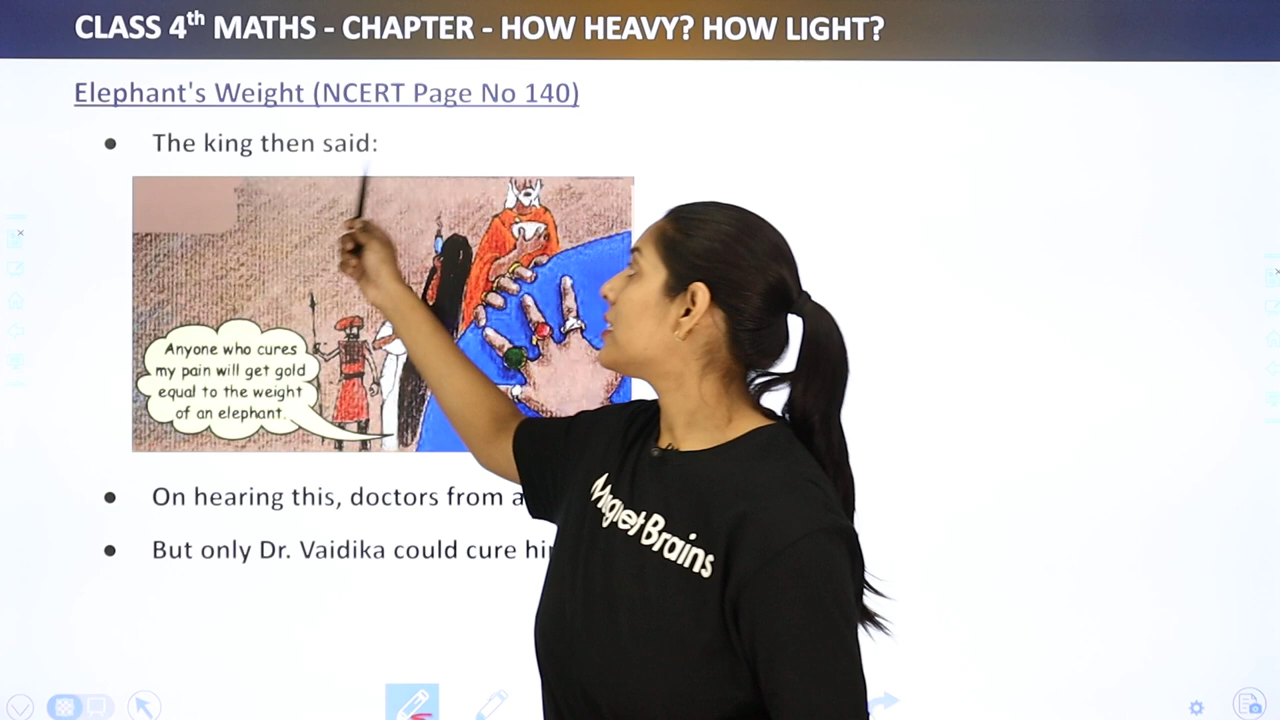 CLASS 4th MATHS - CHAPTER - HOW HEAVY? HOW LIGHT?
Elephant's Weight (NCERT Page No 140)
● The king then said:
Anyone who cures
my pain will get gold
equal to the weight
of an elephant.
● On hearing this, doctors from
● But only Dr. Vaidika could cure
Magnet Brains